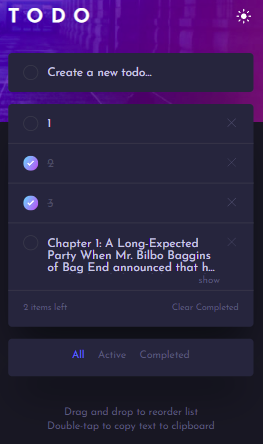 TODO
Create a new todo...
1
2
3
Chapter 1: A Long-Expected
Party When Mr. Bilbo Baggins
of Bag End announced that h...
show
2 items left
Clear Completed
All
Active
Completed
Drag and drop to reorder list
Double-tap to copy text to clipboard